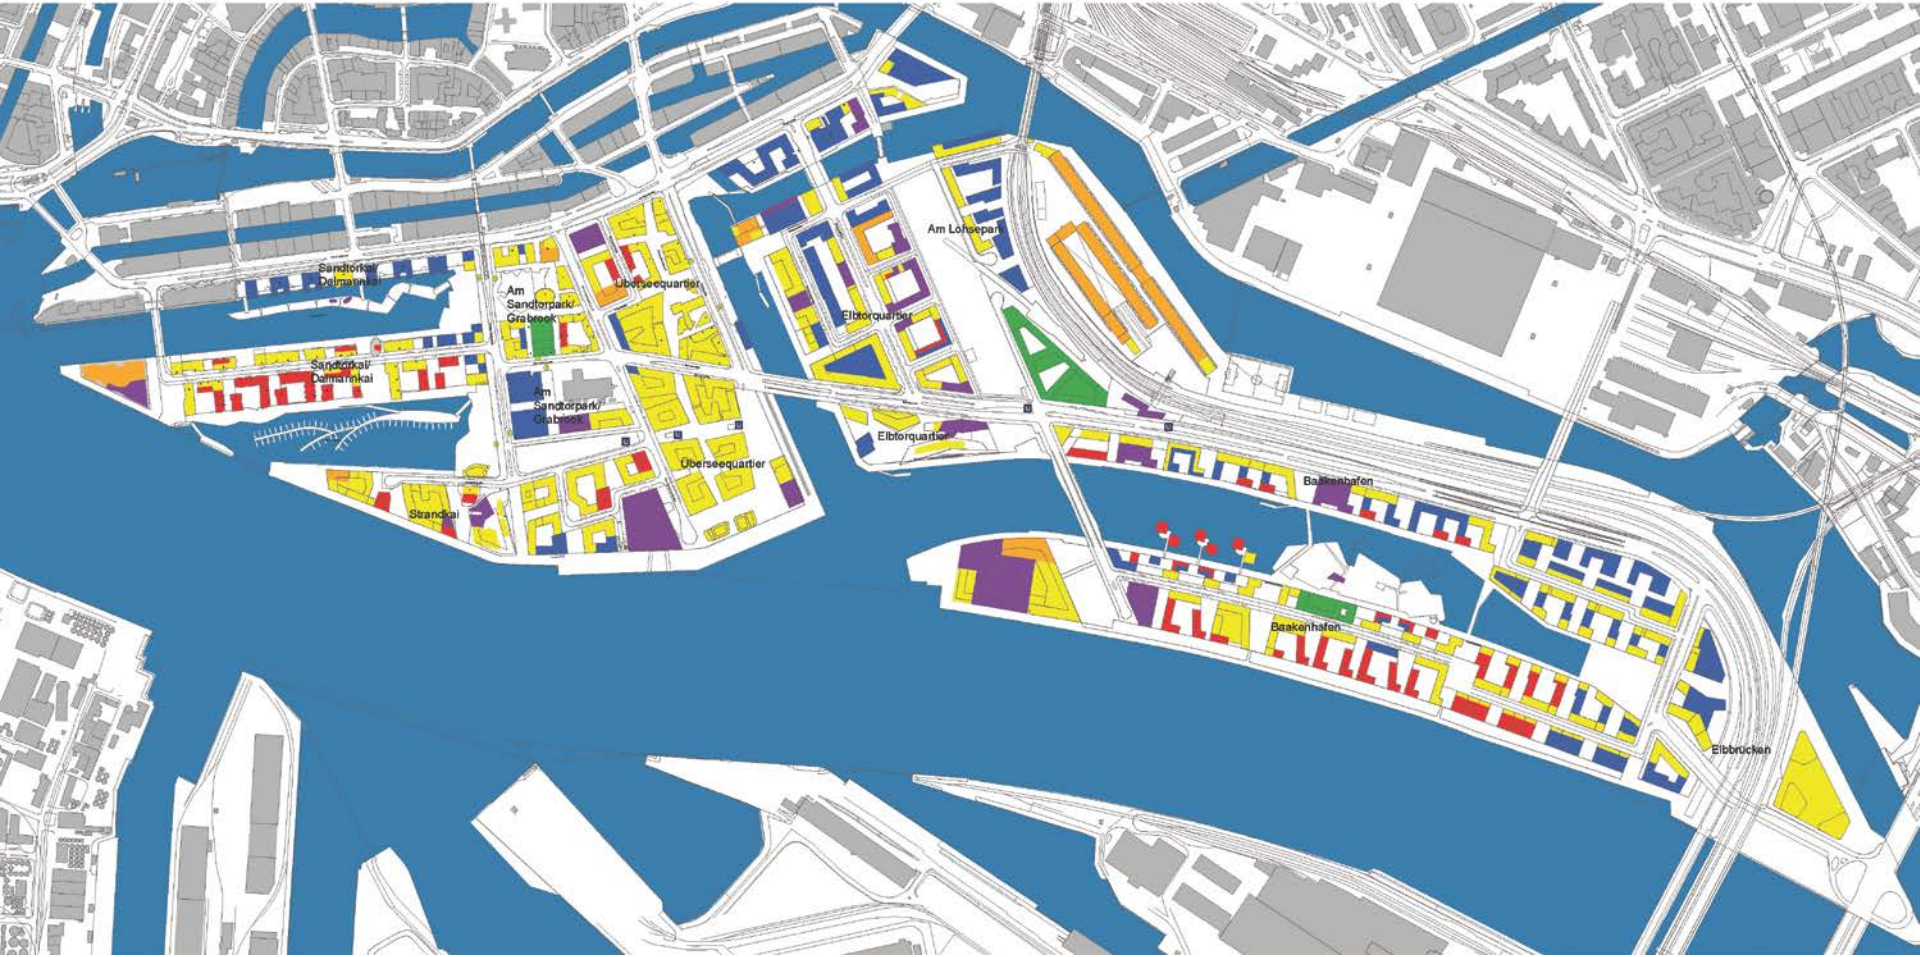 Am Lohsepark
Sandtorkai/
Dalmannkai
Am
Sandtorpark/
Grasbrook
Überseequartier
Elbtorquartier
Sandtorkai/
Dalmannkai
Am
Sandtorpark/
Grasbrook
Elbtorquartier
Überseequartier
Baakenhafen
Strandkai
Baakenhafen
Elbbrücken